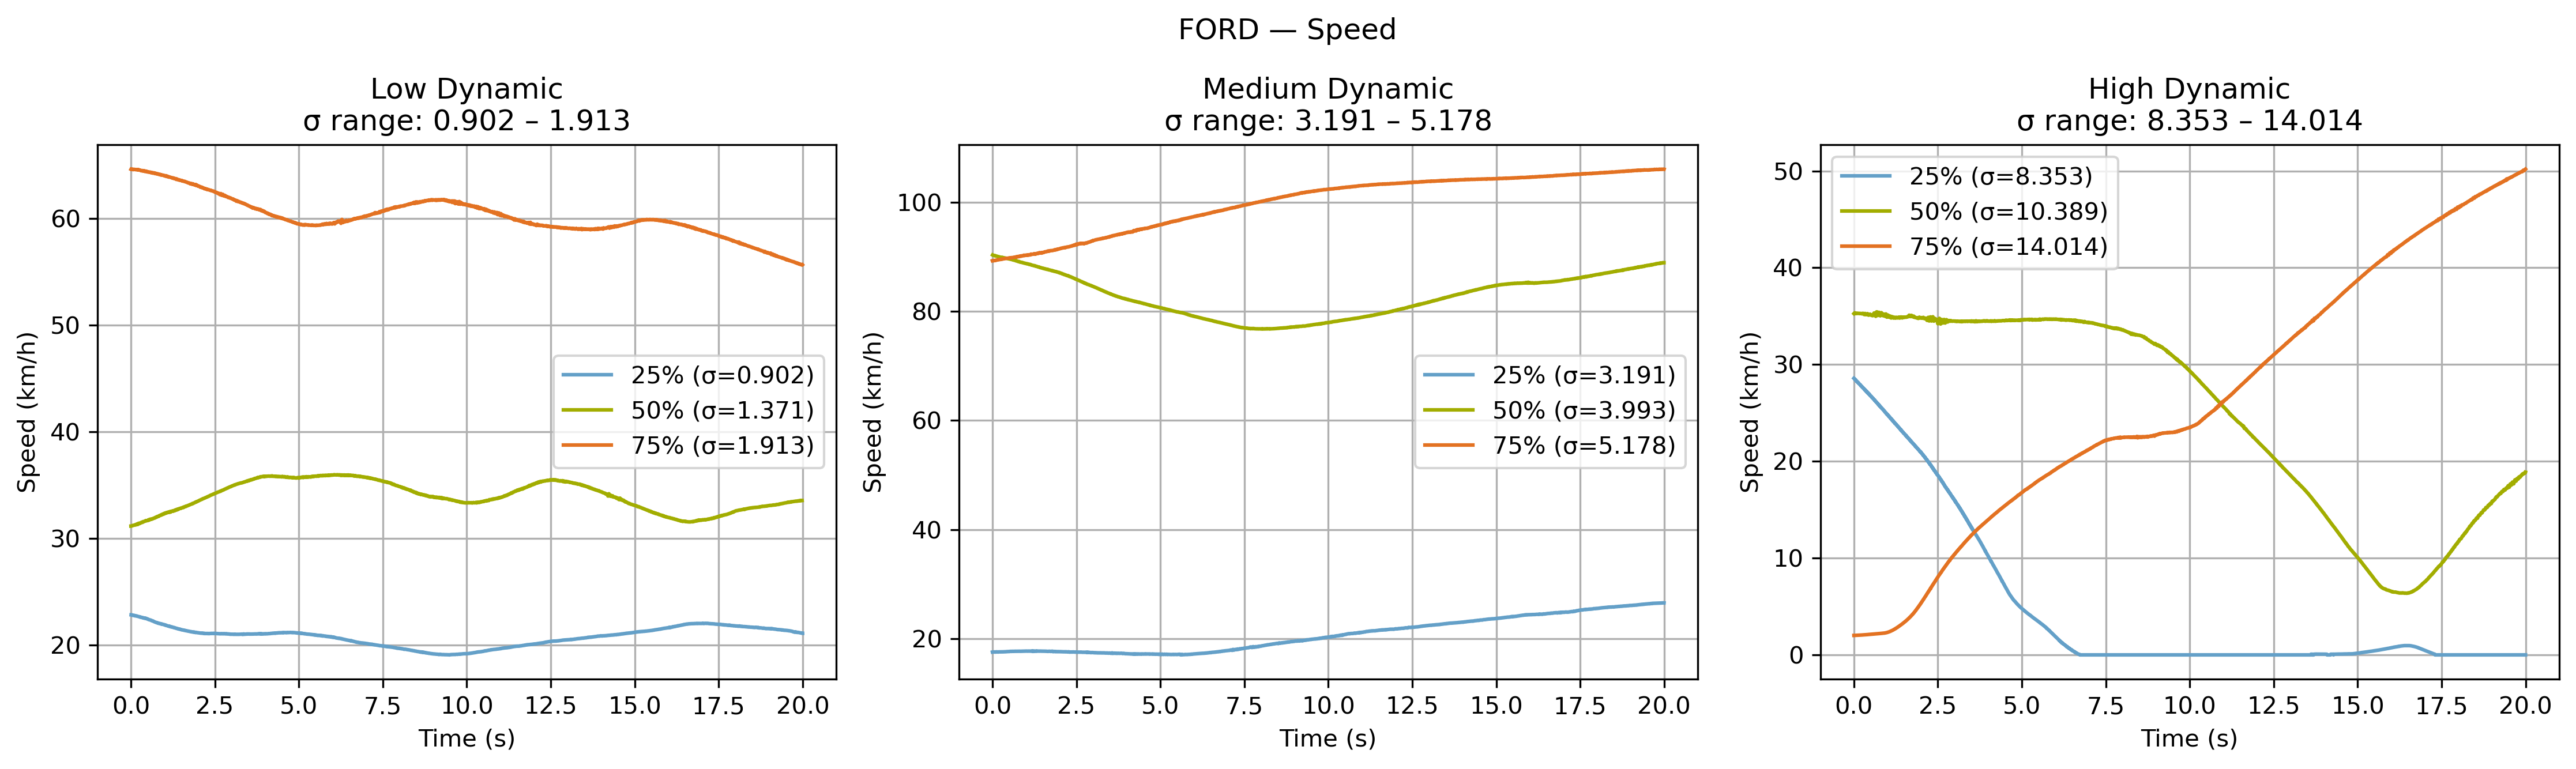 FORD — Speed
Low Dynamic
σ range: 0.902 – 1.913
Speed (km/h)
60
50
40
30
20
25% (σ=0.902)
50% (σ=1.371)
75% (σ=1.913)
0.0 2.5 5.0 7.5 10.0 12.5 15.0 17.5 20.0
Time (s)
Medium Dynamic
σ range: 3.191 – 5.178
Speed (km/h)
100
80
60
40
20
25% (σ=3.191)
50% (σ=3.993)
75% (σ=5.178)
0.0 2.5 5.0 7.5 10.0 12.5 15.0 17.5 20.0
Time (s)
High Dynamic
σ range: 8.353 – 14.014
Speed (km/h)
50
40
30
20
10
0
25% (σ=8.353)
50% (σ=10.389)
75% (σ=14.014)
0.0 2.5 5.0 7.5 10.0 12.5 15.0 17.5 20.0
Time (s)